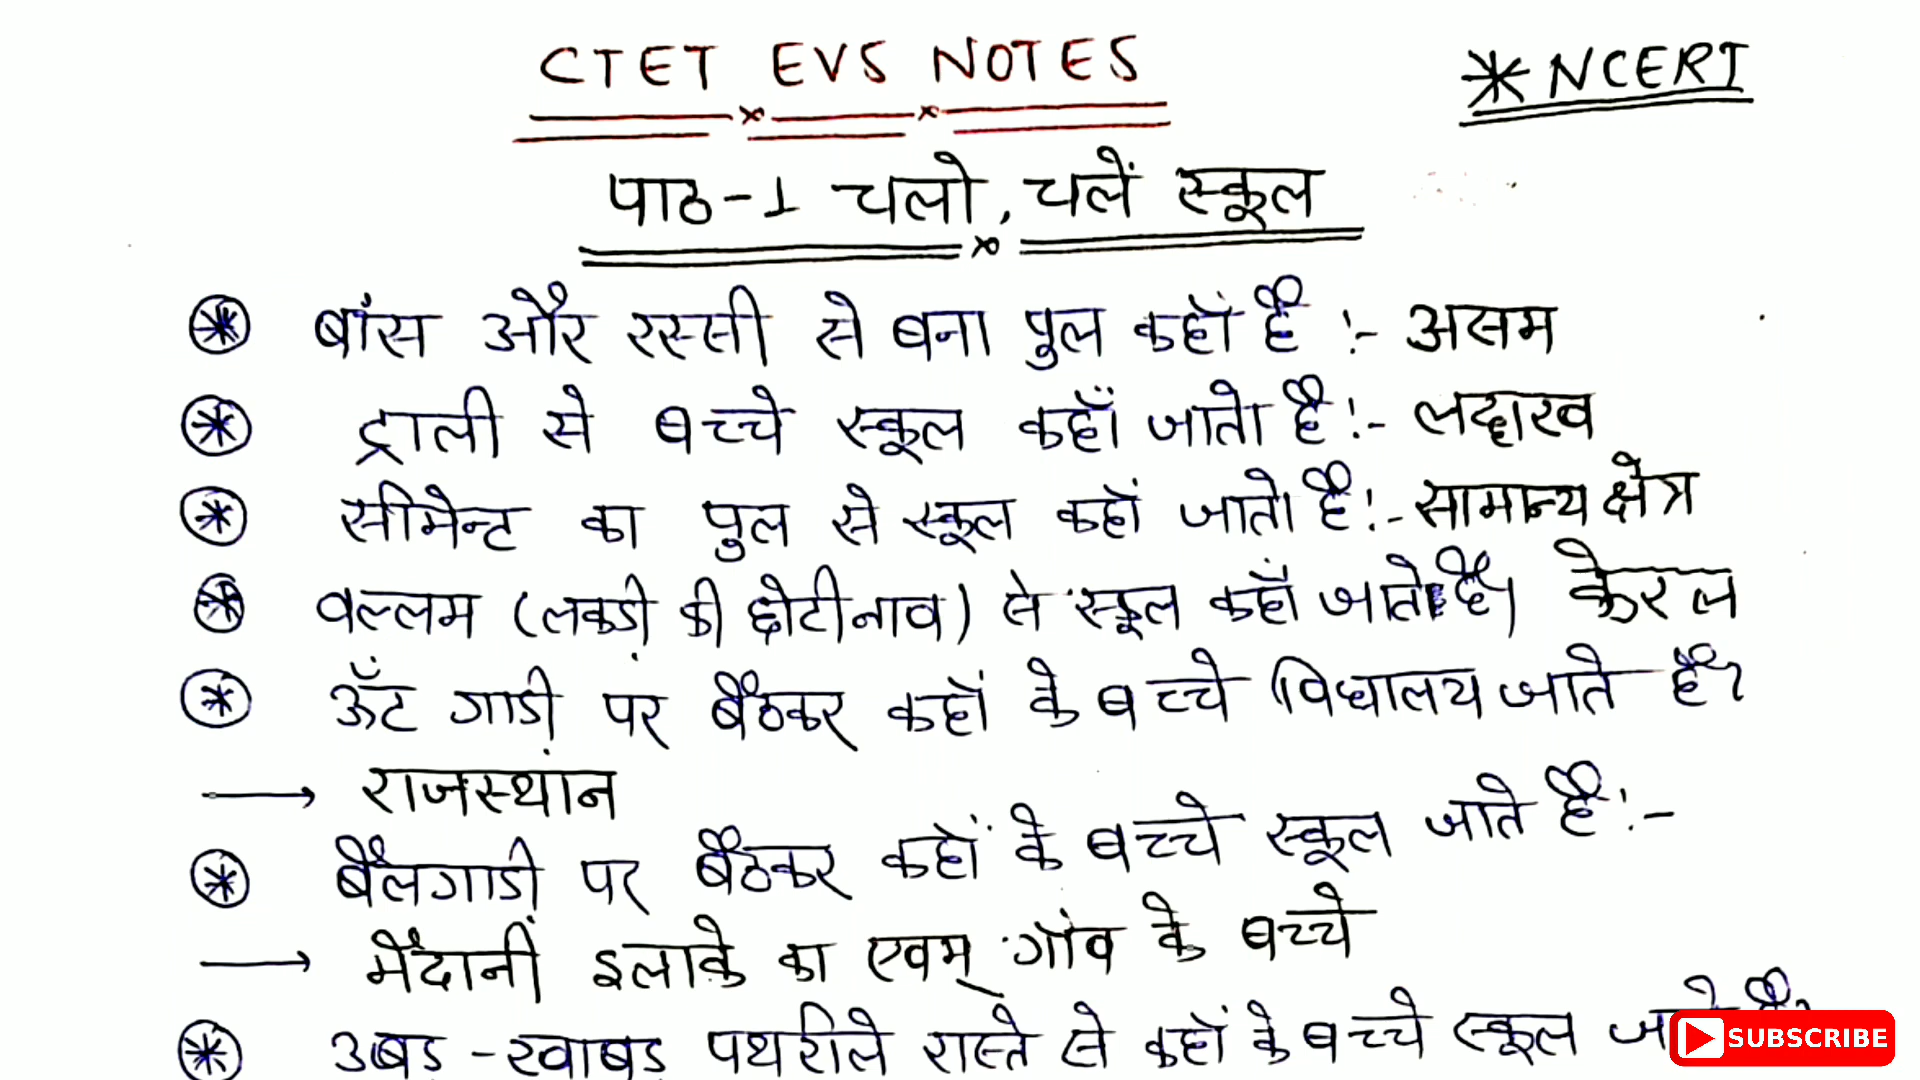 CTET EVS NOTES
* NCERT
पाठ-1 चलो, चलें स्कूल
बांस और रस्सी से बना पुल कहाँ है :- असम
ट्राली से बच्चे स्कूल कहाँ जाते है :- लद्दाख
सीमेन्ट का पुल से स्कूल कहाँ जाते है :- सामान्य क्षेत्र
वल्लम (लकडी की छोटी नाव) से स्कूल कहाँ जाते है। केरल
ऊँट गाडी पर बैठकर कहाँ के बच्चे विद्यालय जाते है?
→ राजस्थान
बैलगाडी पर बैठकर कहाँ के बच्चे स्कूल जाते है :-
→ मैदानी इलाके का एवम् गाँव के बच्चे
उबड़-खाबड़ पथरीले रास्ते से कहाँ के बच्चे स्कूल
SUBSCRIBE